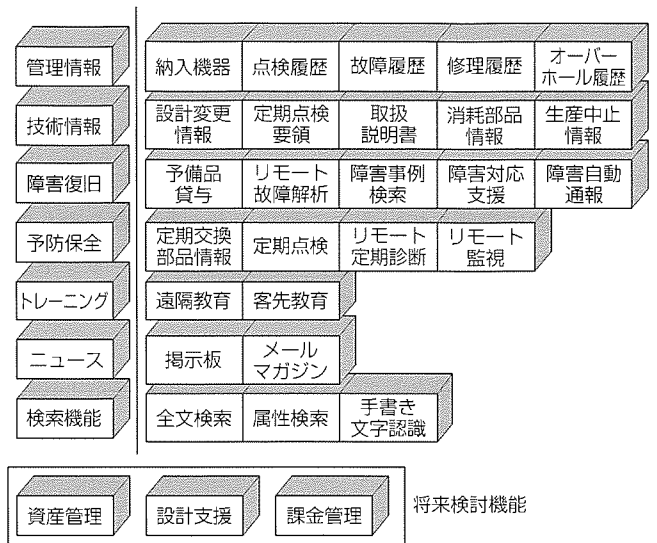 管理情報
納入機器
点検履歴
故障履歴
修理履歴
オーバー
ホール履歴
技術情報
設計変更
情報
定期点検
要領
取扱
説明書
消耗部品
情報
生産中止
情報
障害復旧
予備品
貸与
リモート
故障解析
障害事例
検索
障害対応
支援
障害自動
通報
予防保全
定期交換
部品情報
定期点検
リモート
定期診断
リモート
監視
トレーニング
遠隔教育
客先教育
ニュース
掲示板
メール
マガジン
検索機能
全文検索
属性検索
手書き
文字認識
資産管理
設計支援
課金管理
将来検討機能